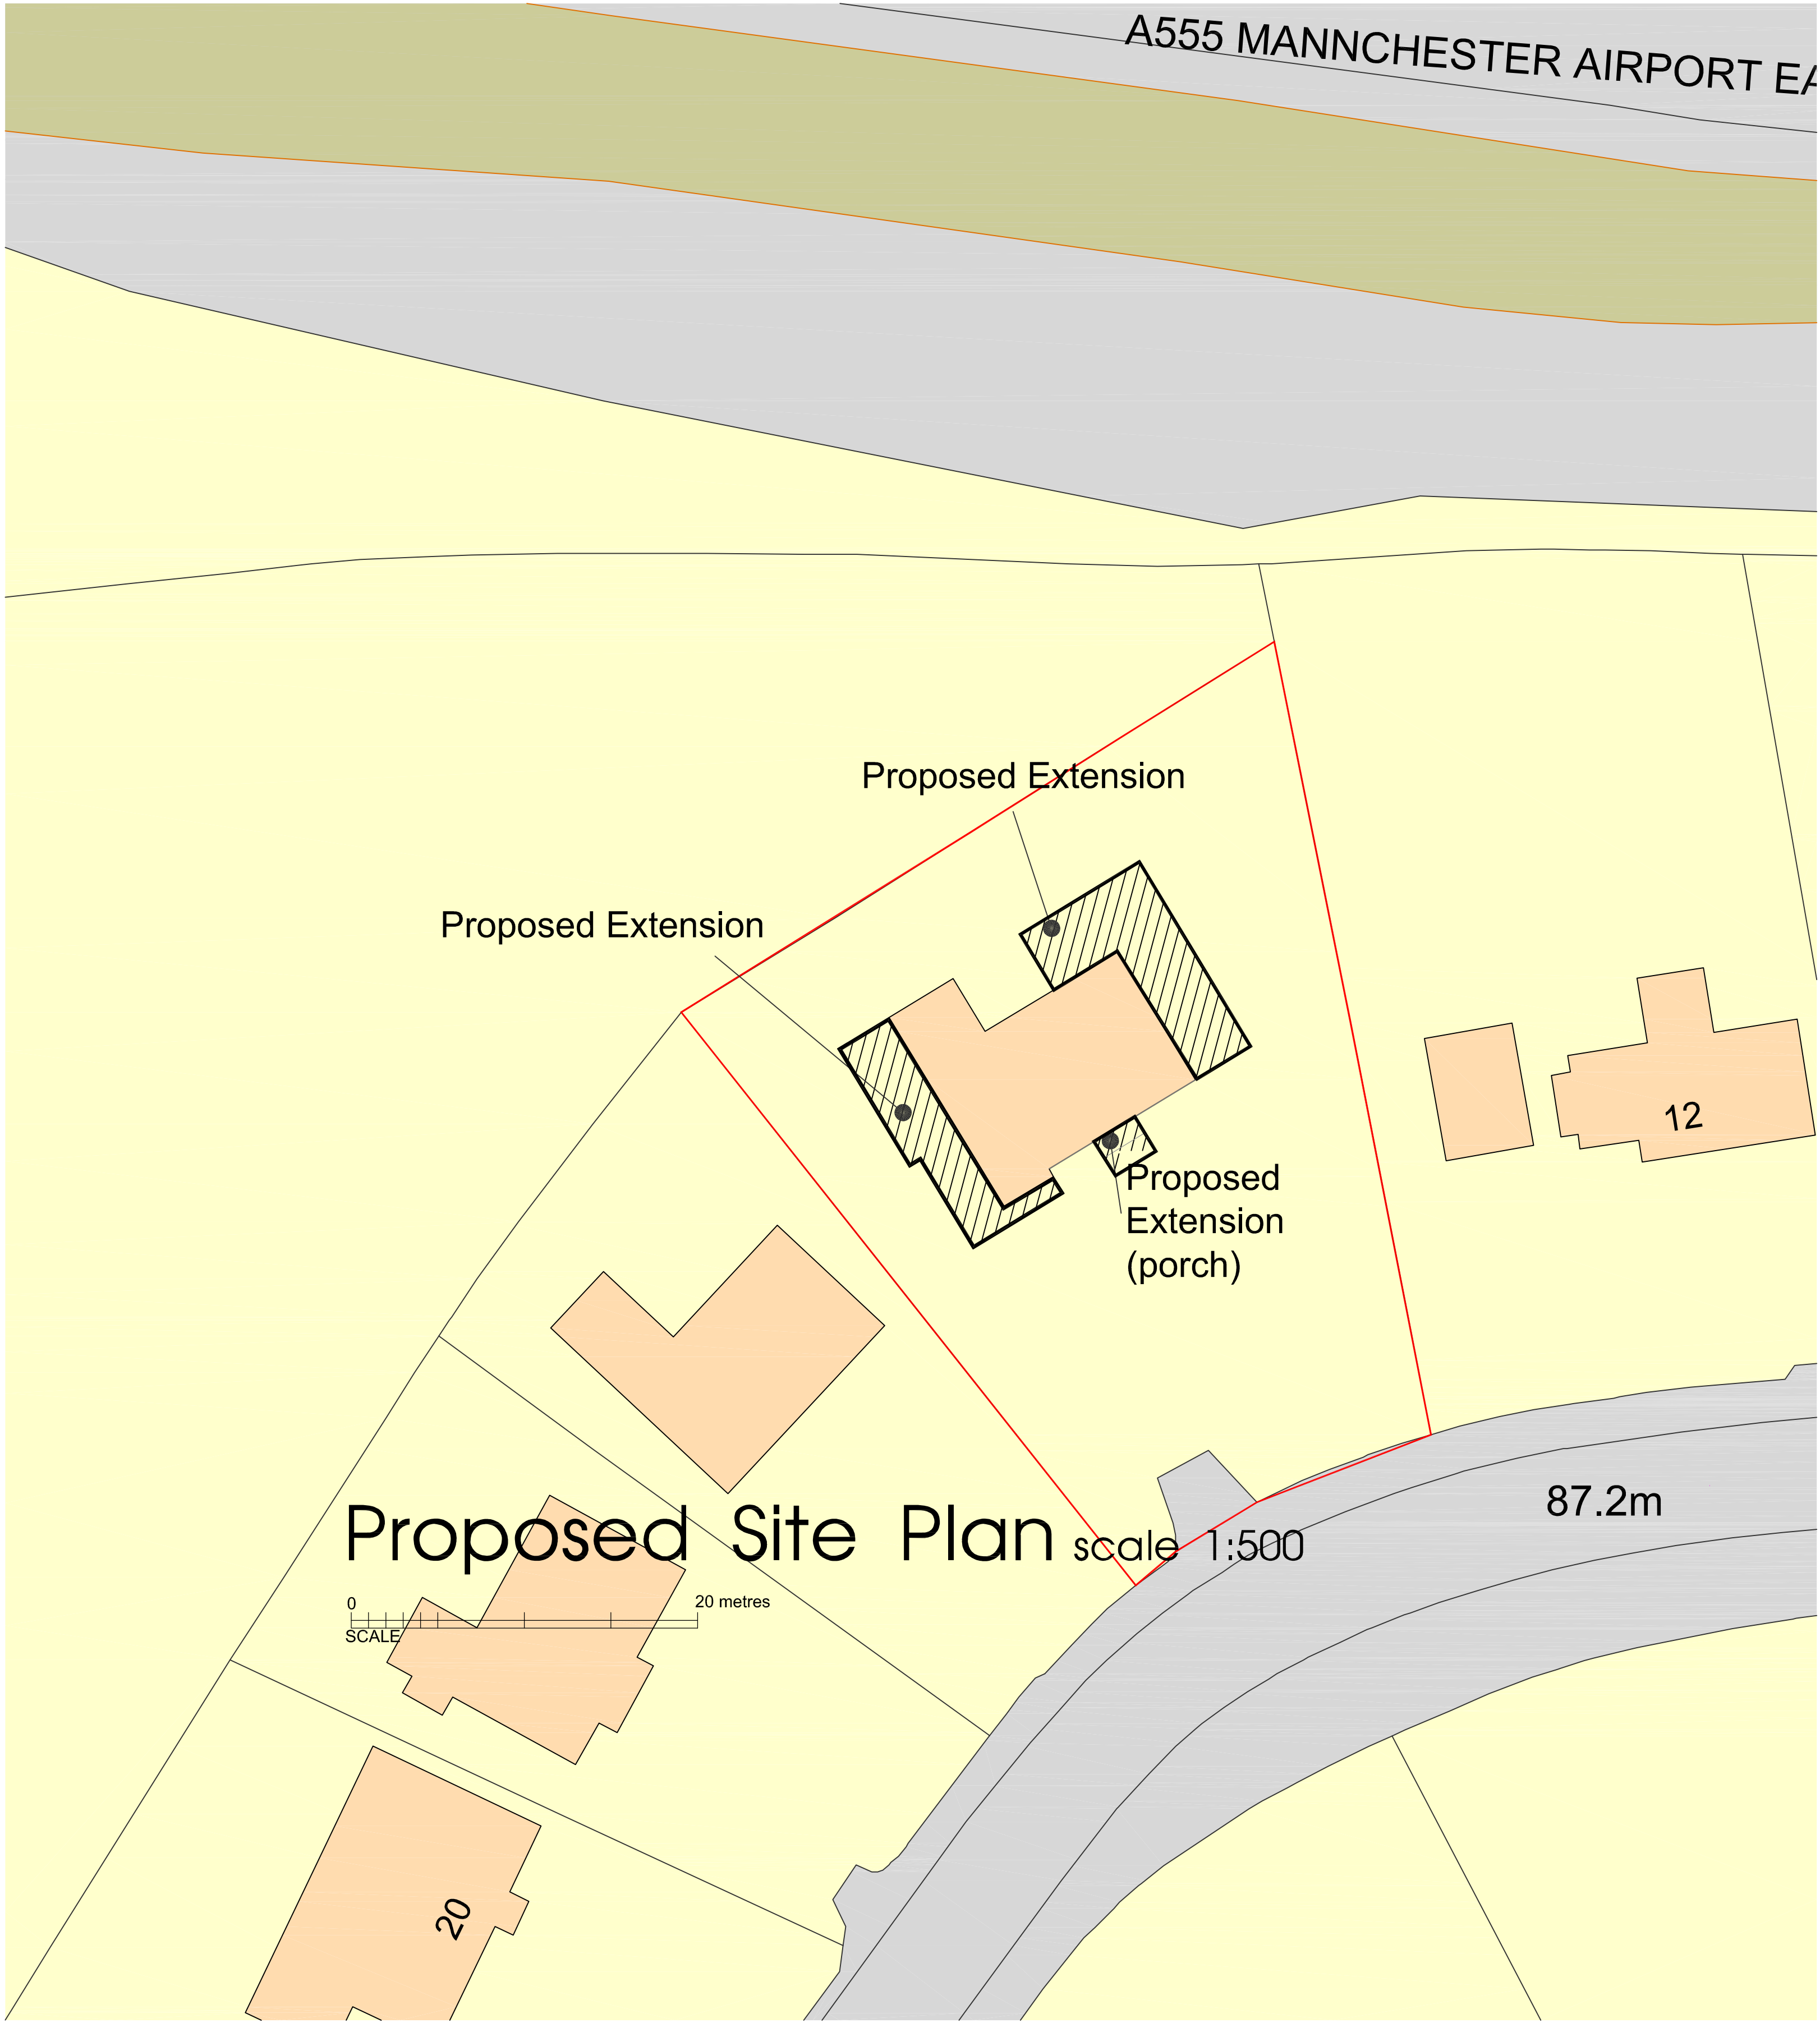 A555 MANNCHESTER AIRPORT EA
Proposed Extension
Proposed Extension
Proposed
Extension
(porch)
12
87.2m
Proposed Site Plan scale 1:500
0
20 metres
SCALE
20